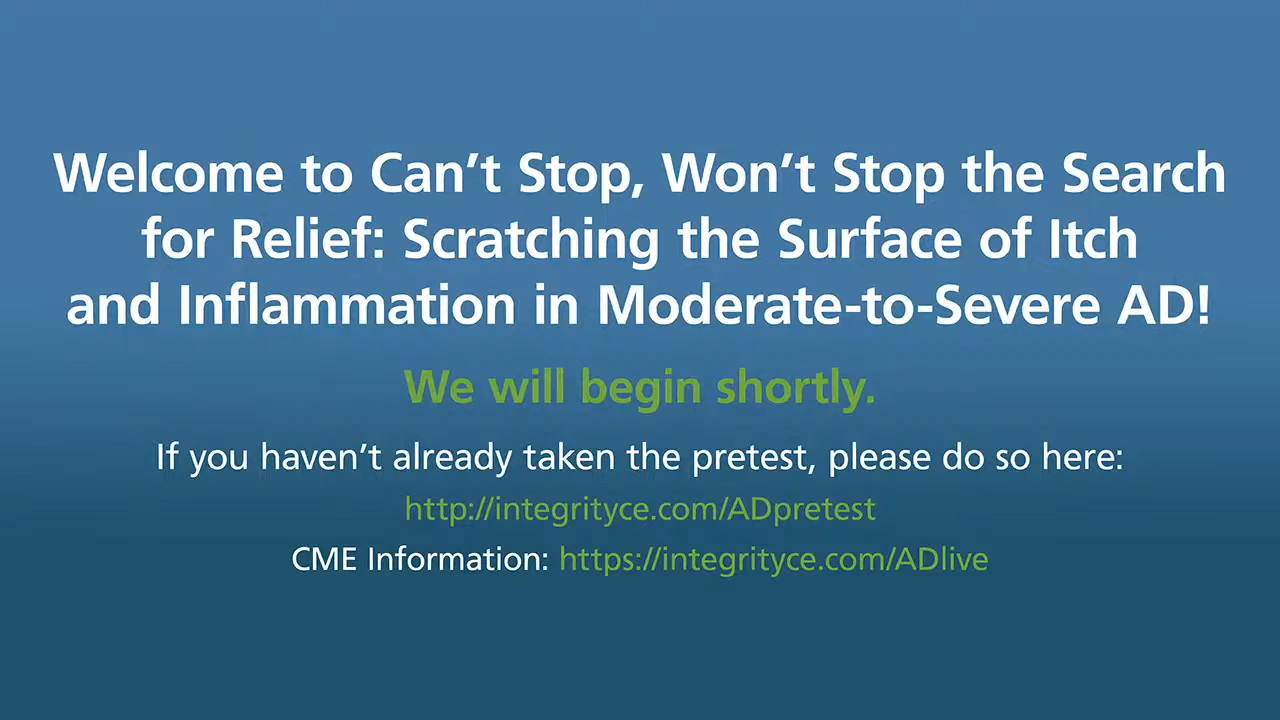 Welcome to Can’t Stop, Won’t Stop the Search
for Relief: Scratching the Surface of Itch
and Inflammation in Moderate-to-Severe AD!
We will begin shortly.
If you haven’t already taken the pretest, please do so here:
http://integrityce.com/ADpretest
CME Information: https://integrityce.com/ADlive